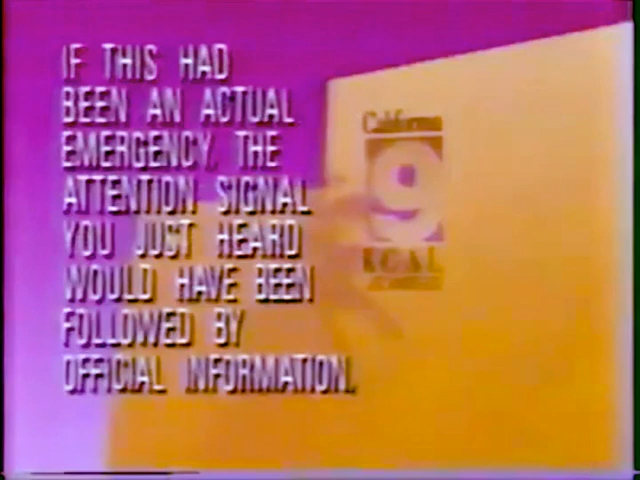 IF THIS HAD
BEEN AN ACTUAL
EMERGENCY, THE
ATTENTION SIGNAL
YOU JUST HEARD
WOULD HAVE BEEN
FOLLOWED BY
OFFICIAL INFORMATION.
California
9
KCAL